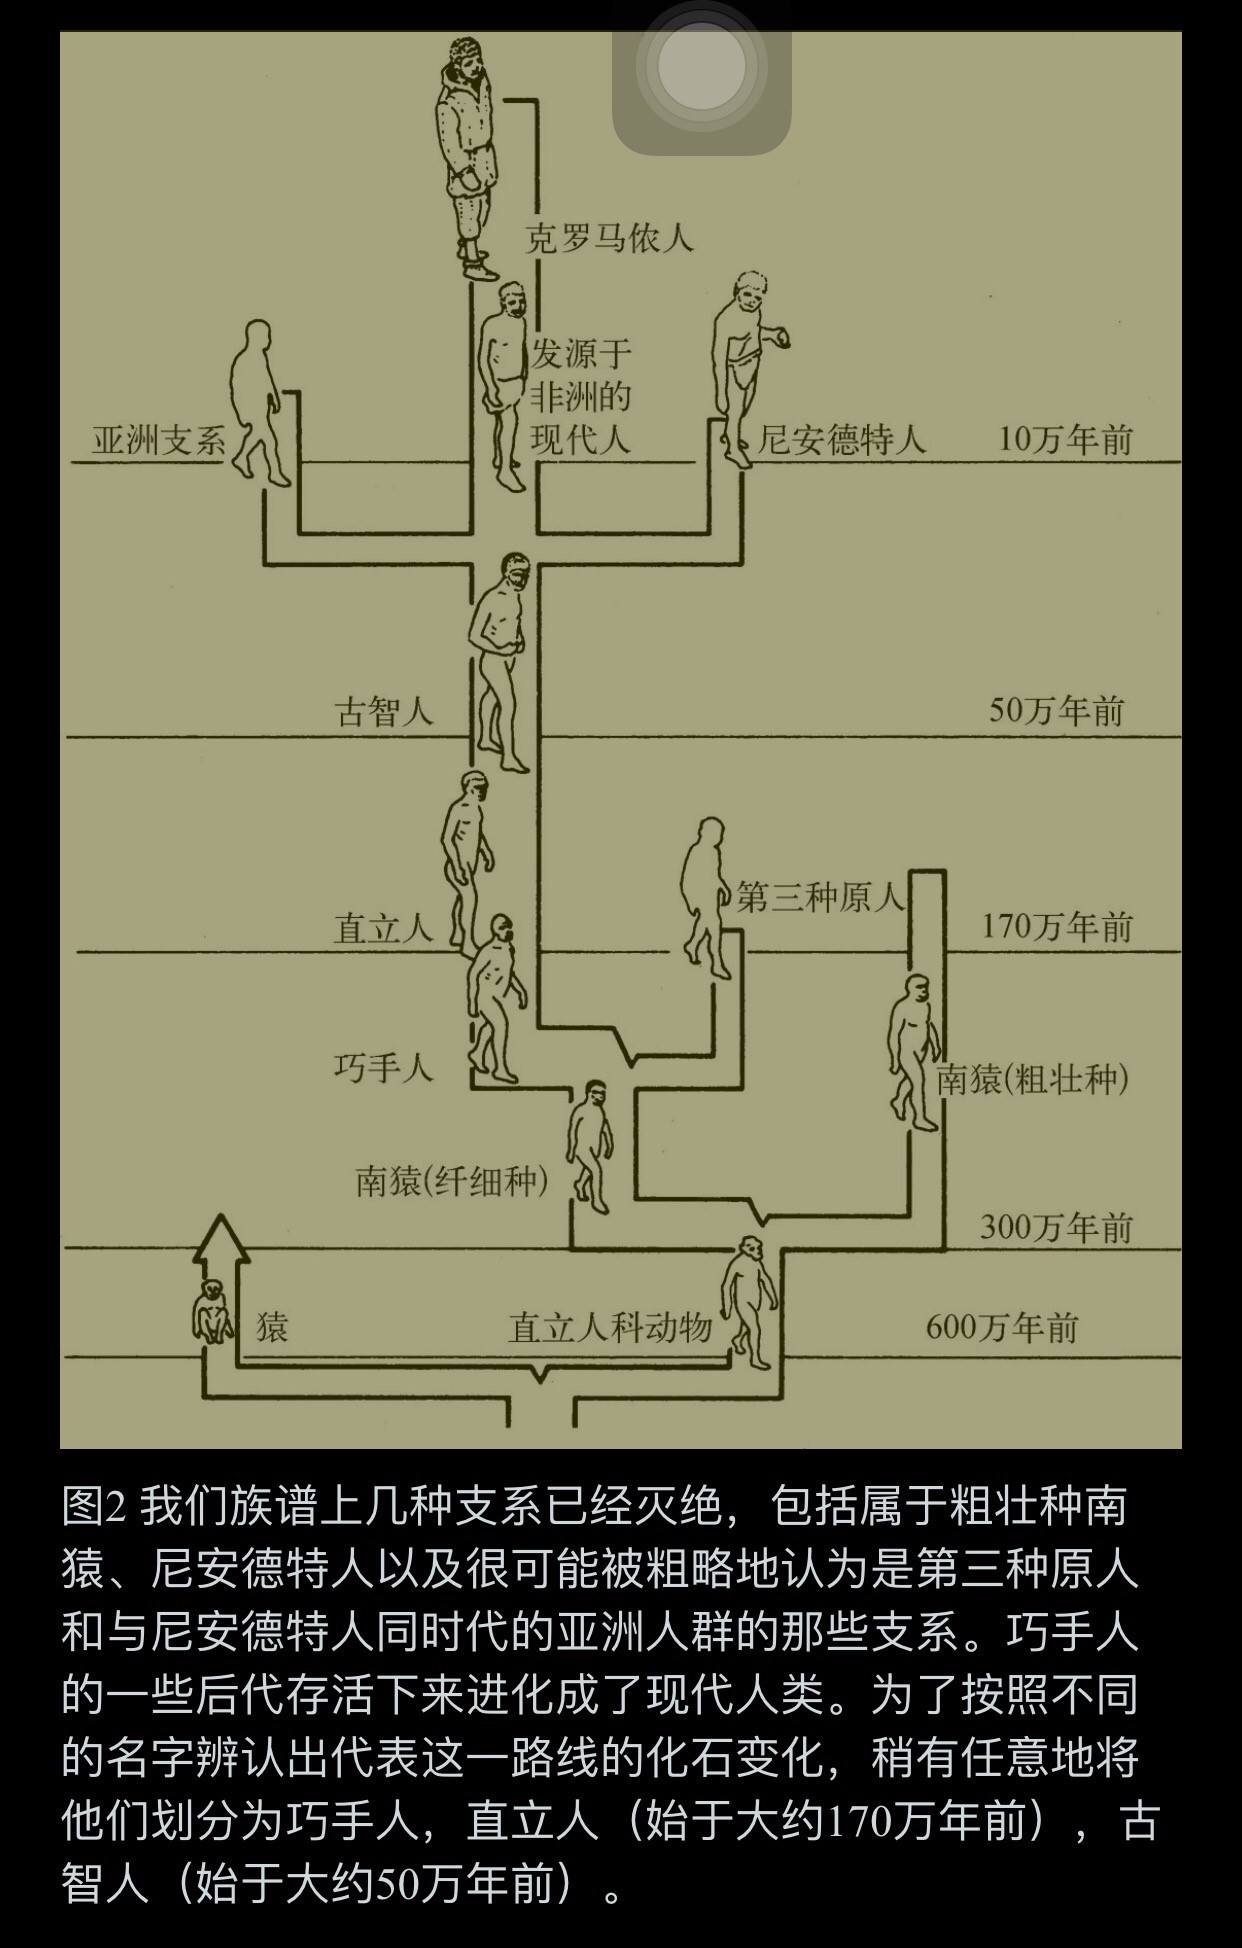 克罗马侬人
发源于
非洲的
现代人
亚洲支系
尼安德特人
10万年前
古智人
50万年前
第三种原人
直立人
170万年前
巧手人
南猿(粗壮种)
南猿(纤细种)
300万年前
猿
直立人科动物
600万年前
图2 我们族谱上几种支系已经灭绝，包括属于粗壮种南
猿、尼安德特人以及很可能被粗略地认为是第三种原人
和与尼安德特人同时代的亚洲人群的那些支系。巧手人
的一些后代存活下来进化成了现代人类。为了按照不同
的名字辨认出代表这一路线的化石变化，稍有任意地将
他们划分为巧手人，直立人（始于大约170万年前），古
智人（始于大约50万年前）。